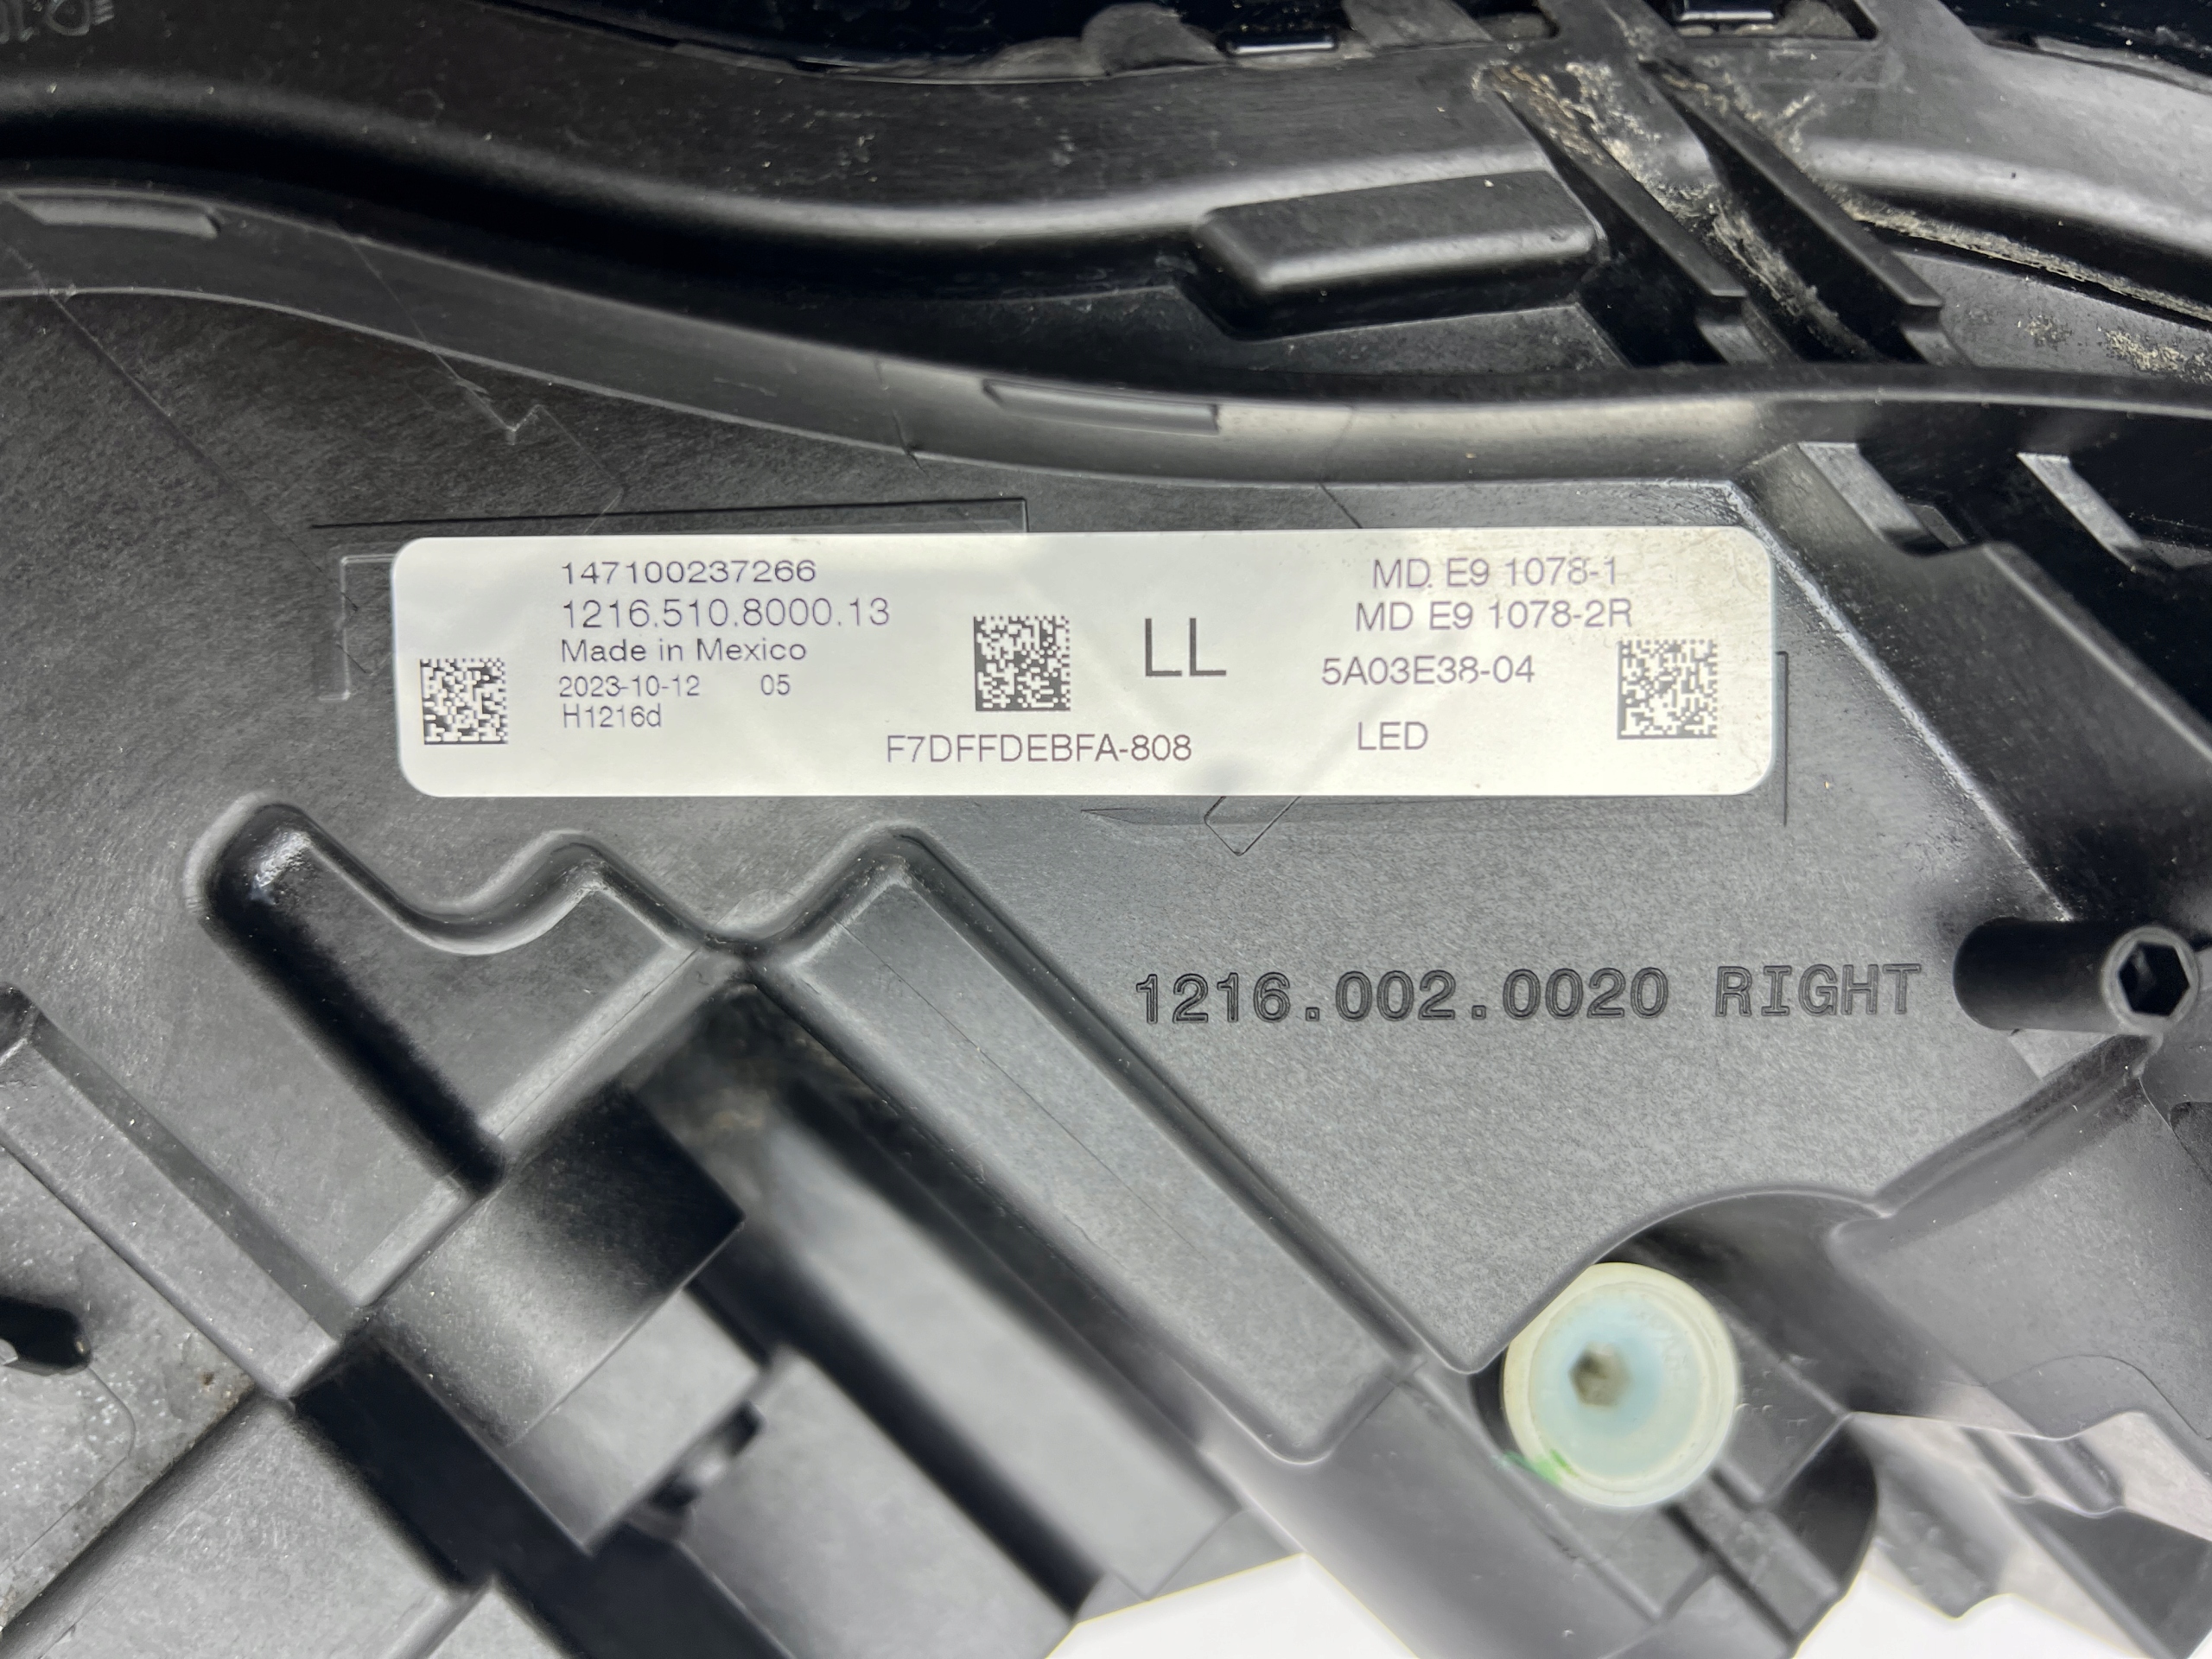 147100237266
1216.510.8000.13
Made in Mexico
2023-10-12 05
H1216d
F7DFFDEBFA-808
LL
MD E9 1078-1
MD E9 1078-2R
5A03E38-04
LED
1216.002.0020 RIGHT